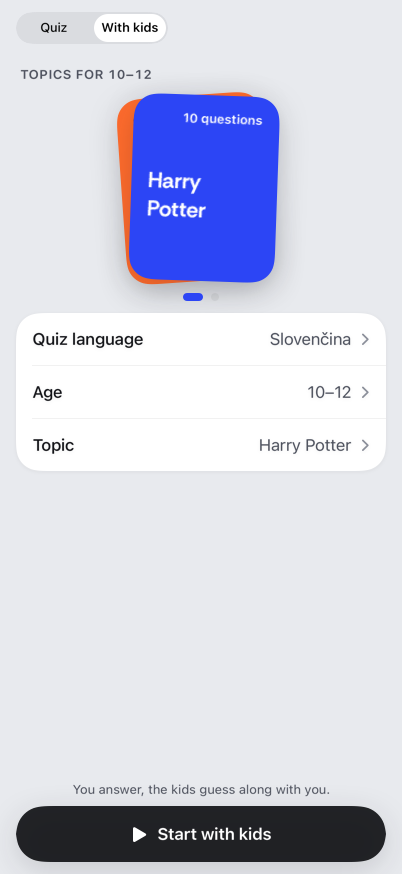 Quiz
With kids
TOPICS FOR 10–12
10 questions
Harry
Potter
Quiz language
Slovenčina
Age
10–12
Topic
Harry Potter
You answer, the kids guess along with you.
Start with kids